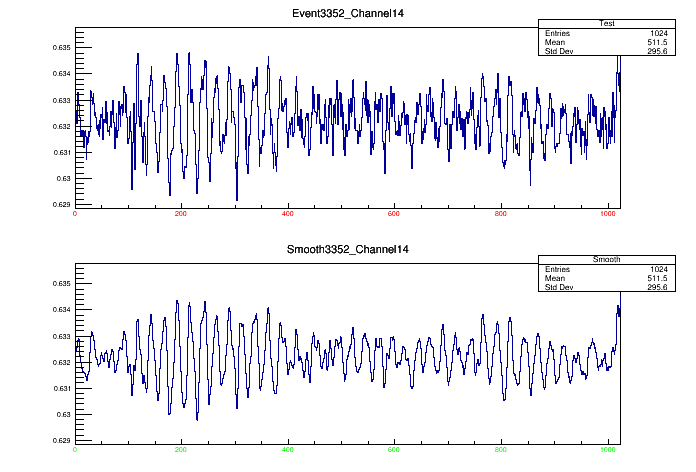 Event3352_Channel14
Test
Entries 1024
Mean 511.5
Std Dev 295.6
0.635
0.634
0.633
0.632
0.631
0.63
0.629
0 200 400 600 800 1000
Smooth3352_Channel14
Smooth
Entries 1024
Mean 511.5
Std Dev 295.6
0.635
0.634
0.633
0.632
0.631
0.63
0.629
0 200 400 600 800 1000